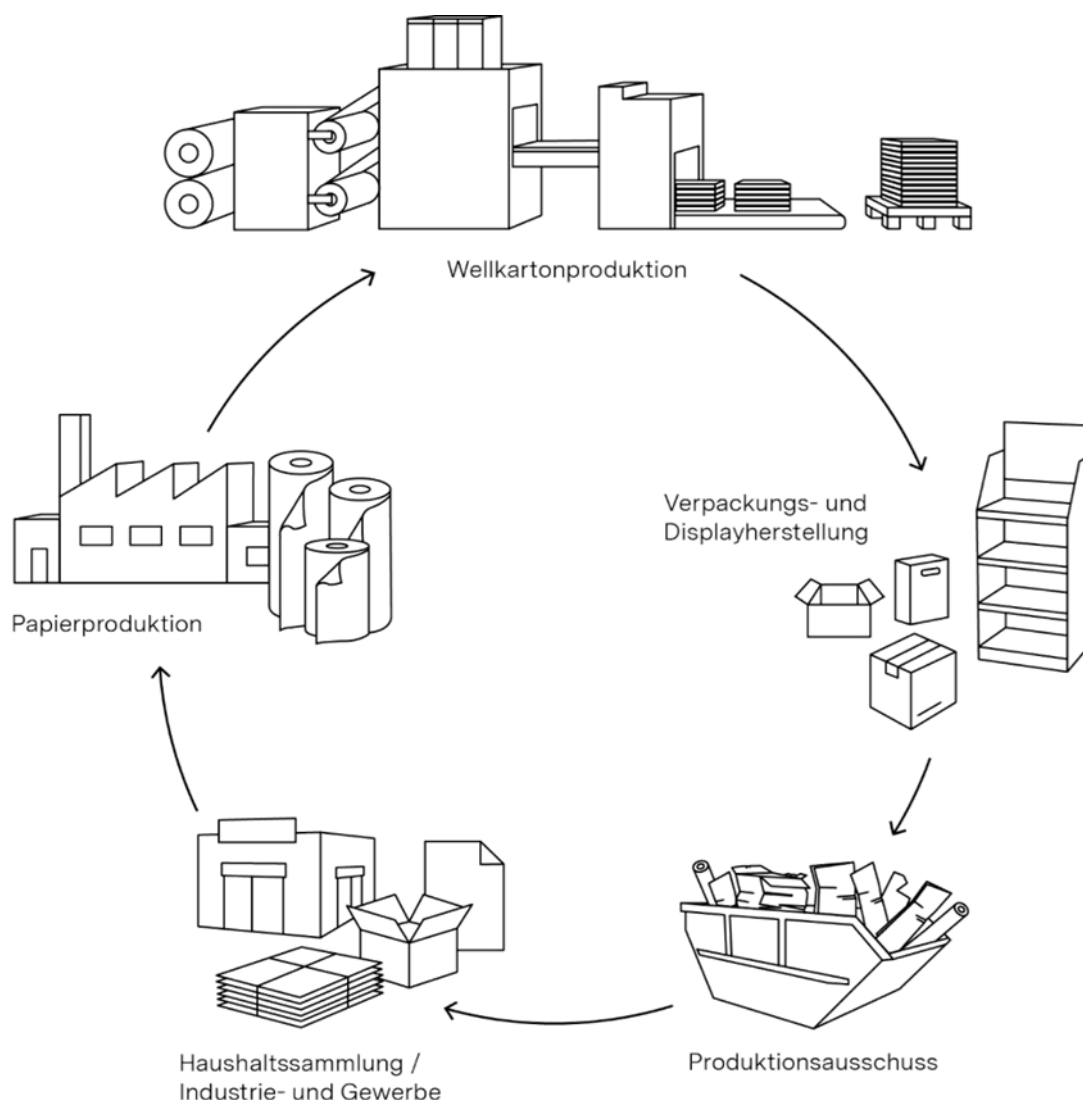 Wellkartonproduktion
Verpackungs- und
Displayherstellung
Papierproduktion
Haushaltssammlung /
Industrie- und Gewerbe
Produktionsausschuss